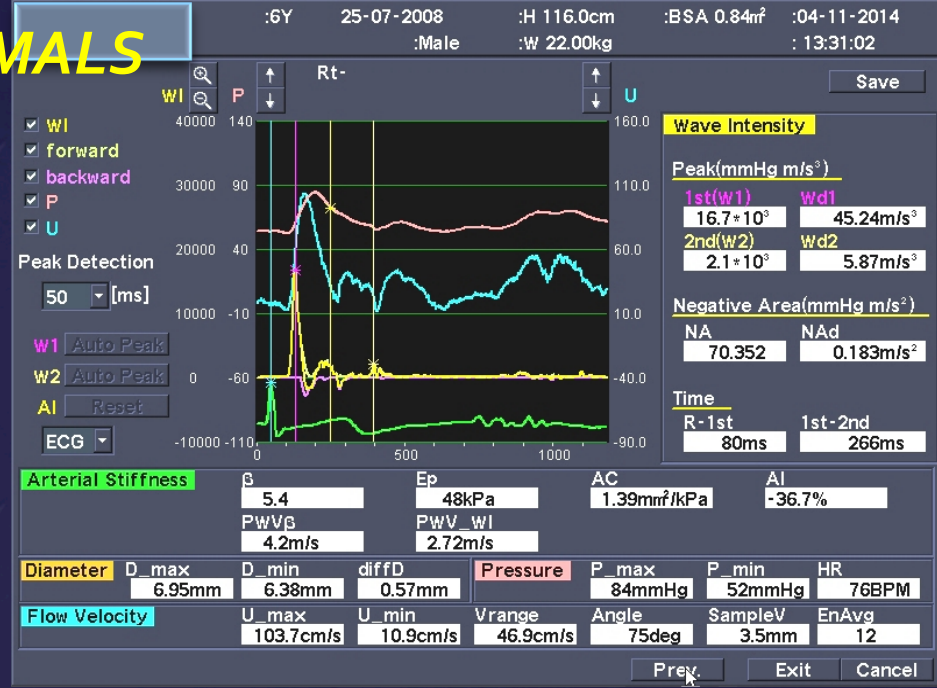 MALS
:6Y 25-07-2008 :H 116.0cm :BSA 0.84㎡ :04-11-2014
:Male :W 22.00kg : 13:31:02
Rt-
Save
WI P U
WI
forward
backward
P
U
Peak Detection
50 [ms]
W1 Auto Peak
W2 Auto Peak
AI Reset
ECG
40000 140 160.0
30000 90 110.0
20000 40 60.0
10000 -10 10.0
0 -60 -40.0
-10000 -110 -90.0
0 500 1000
Wave Intensity
Peak(mmHg m/s³)
1st(W1) Wd1
16.7*10³ 45.24m/s³
2nd(W2) Wd2
2.1*10³ 5.87m/s³
Negative Area(mmHg m/s²)
NA NAd
70.352 0.183m/s²
Time
R-1st 1st-2nd
80ms 266ms
Arterial Stiffness β Ep AC AI
5.4 48kPa 1.39mm²/kPa -36.7%
PWVβ PWV_WI
4.2m/s 2.72m/s
Diameter D_max D_min diffD Pressure P_max P_min HR
6.95mm 6.38mm 0.57mm 84mmHg 52mmHg 76BPM
Flow Velocity U_max U_min Vrange Angle SampleV EnAvg
103.7cm/s 10.9cm/s 46.9cm/s 75deg 3.5mm 12
Prev. Exit Cancel